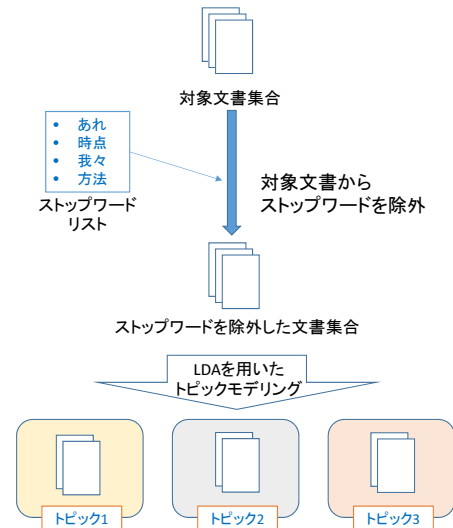 対象文書集合
• あれ
• 時点
• 我々
• 方法
ストップワード
リスト
対象文書から
ストップワードを除外
ストップワードを除外した文書集合
LDAを用いた
トピックモデリング
トピック1
トピック2
トピック3